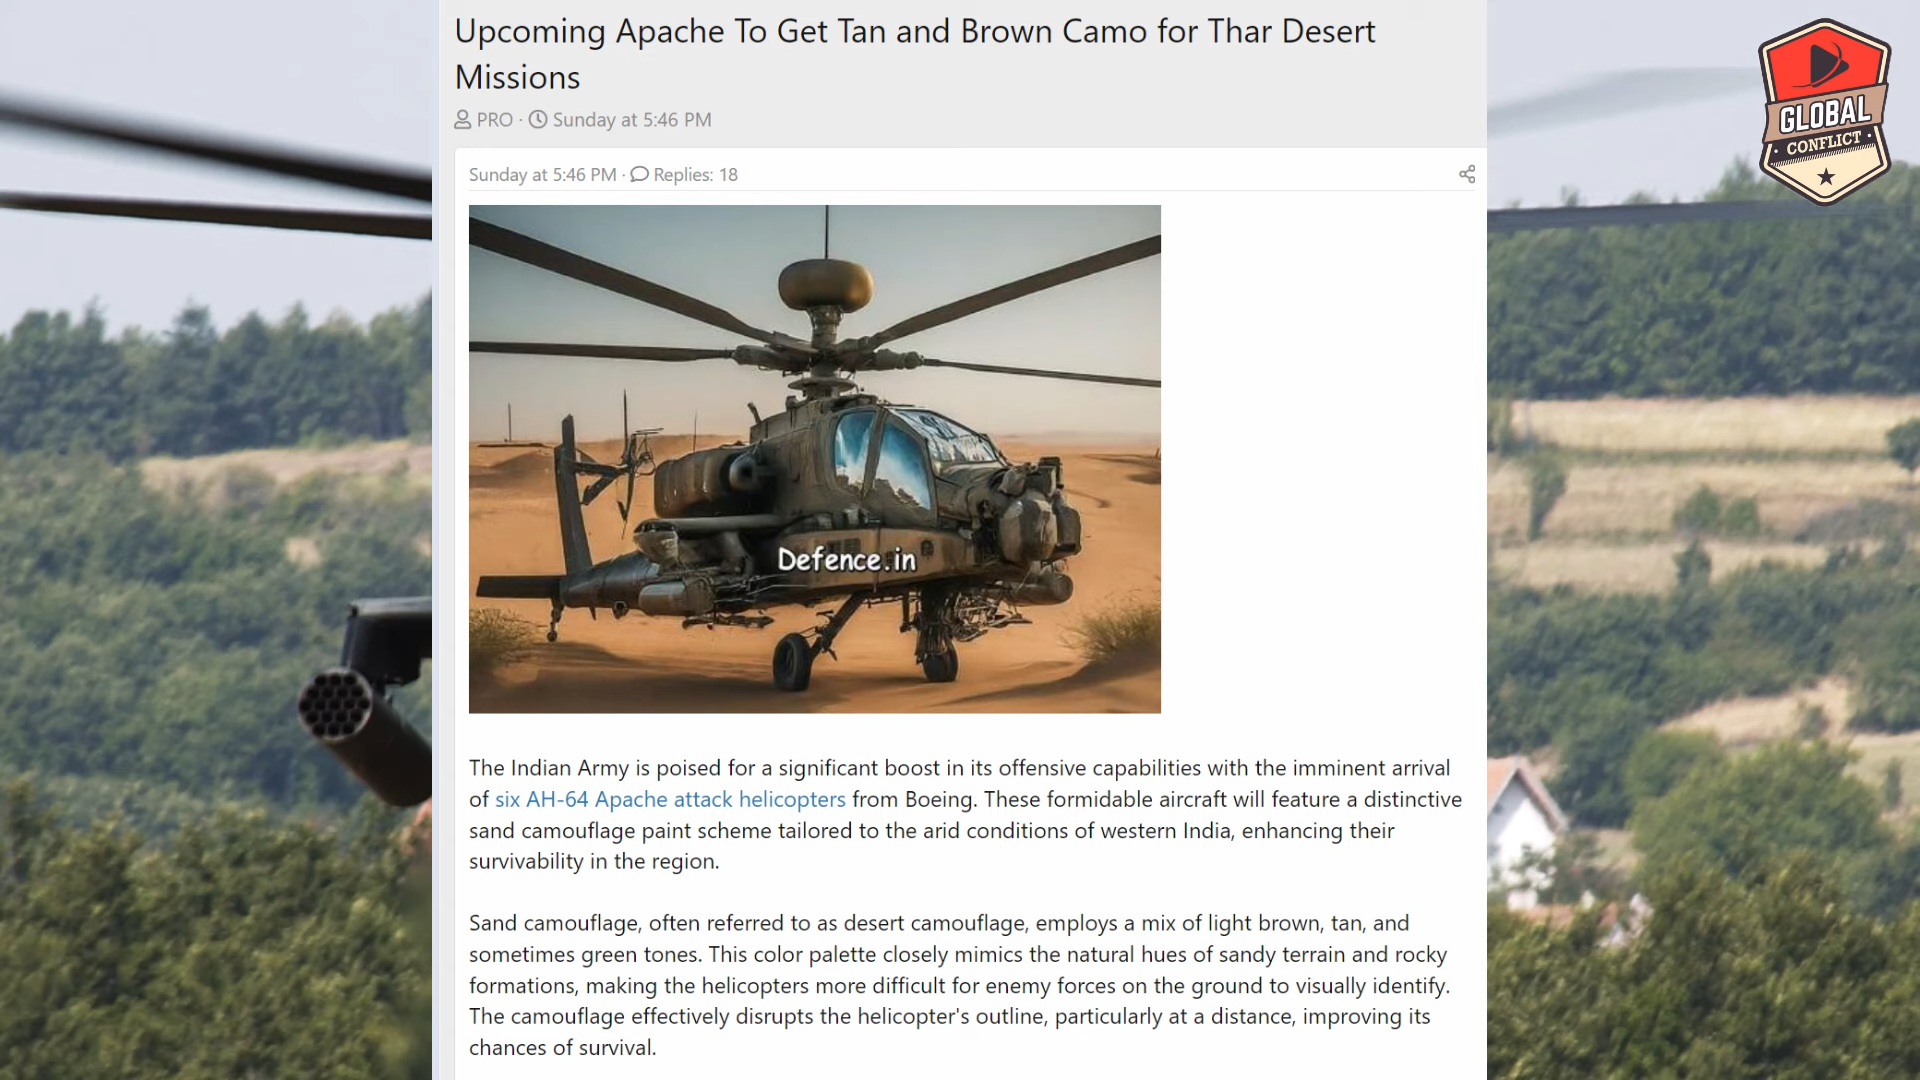 Upcoming Apache To Get Tan and Brown Camo for Thar Desert
Missions
PRO · Sunday at 5:46 PM
Sunday at 5:46 PM · Replies: 18
Defence.in
The Indian Army is poised for a significant boost in its offensive capabilities with the imminent arrival
of six AH-64 Apache attack helicopters from Boeing. These formidable aircraft will feature a distinctive
sand camouflage paint scheme tailored to the arid conditions of western India, enhancing their
survivability in the region.
Sand camouflage, often referred to as desert camouflage, employs a mix of light brown, tan, and
sometimes green tones. This color palette closely mimics the natural hues of sandy terrain and rocky
formations, making the helicopters more difficult for enemy forces on the ground to visually identify.
The camouflage effectively disrupts the helicopter's outline, particularly at a distance, improving its
chances of survival.
GLOBAL
· CONFLICT ·